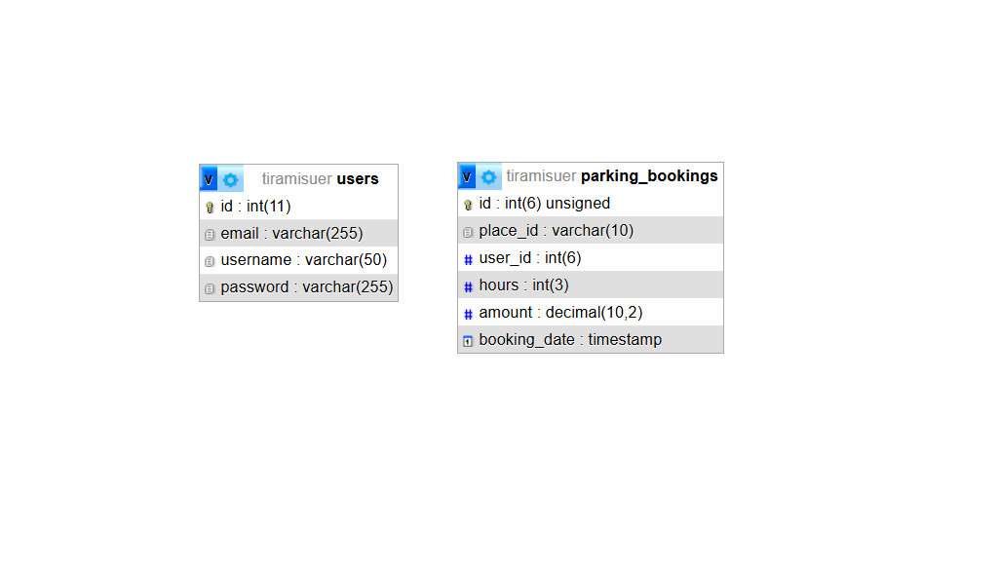 v tiramisuer users
id : int(11)
email : varchar(255)
username : varchar(50)
password : varchar(255)
v tiramisuer parking_bookings
id : int(6) unsigned
place_id : varchar(10)
# user_id : int(6)
# hours : int(3)
# amount : decimal(10,2)
booking_date : timestamp